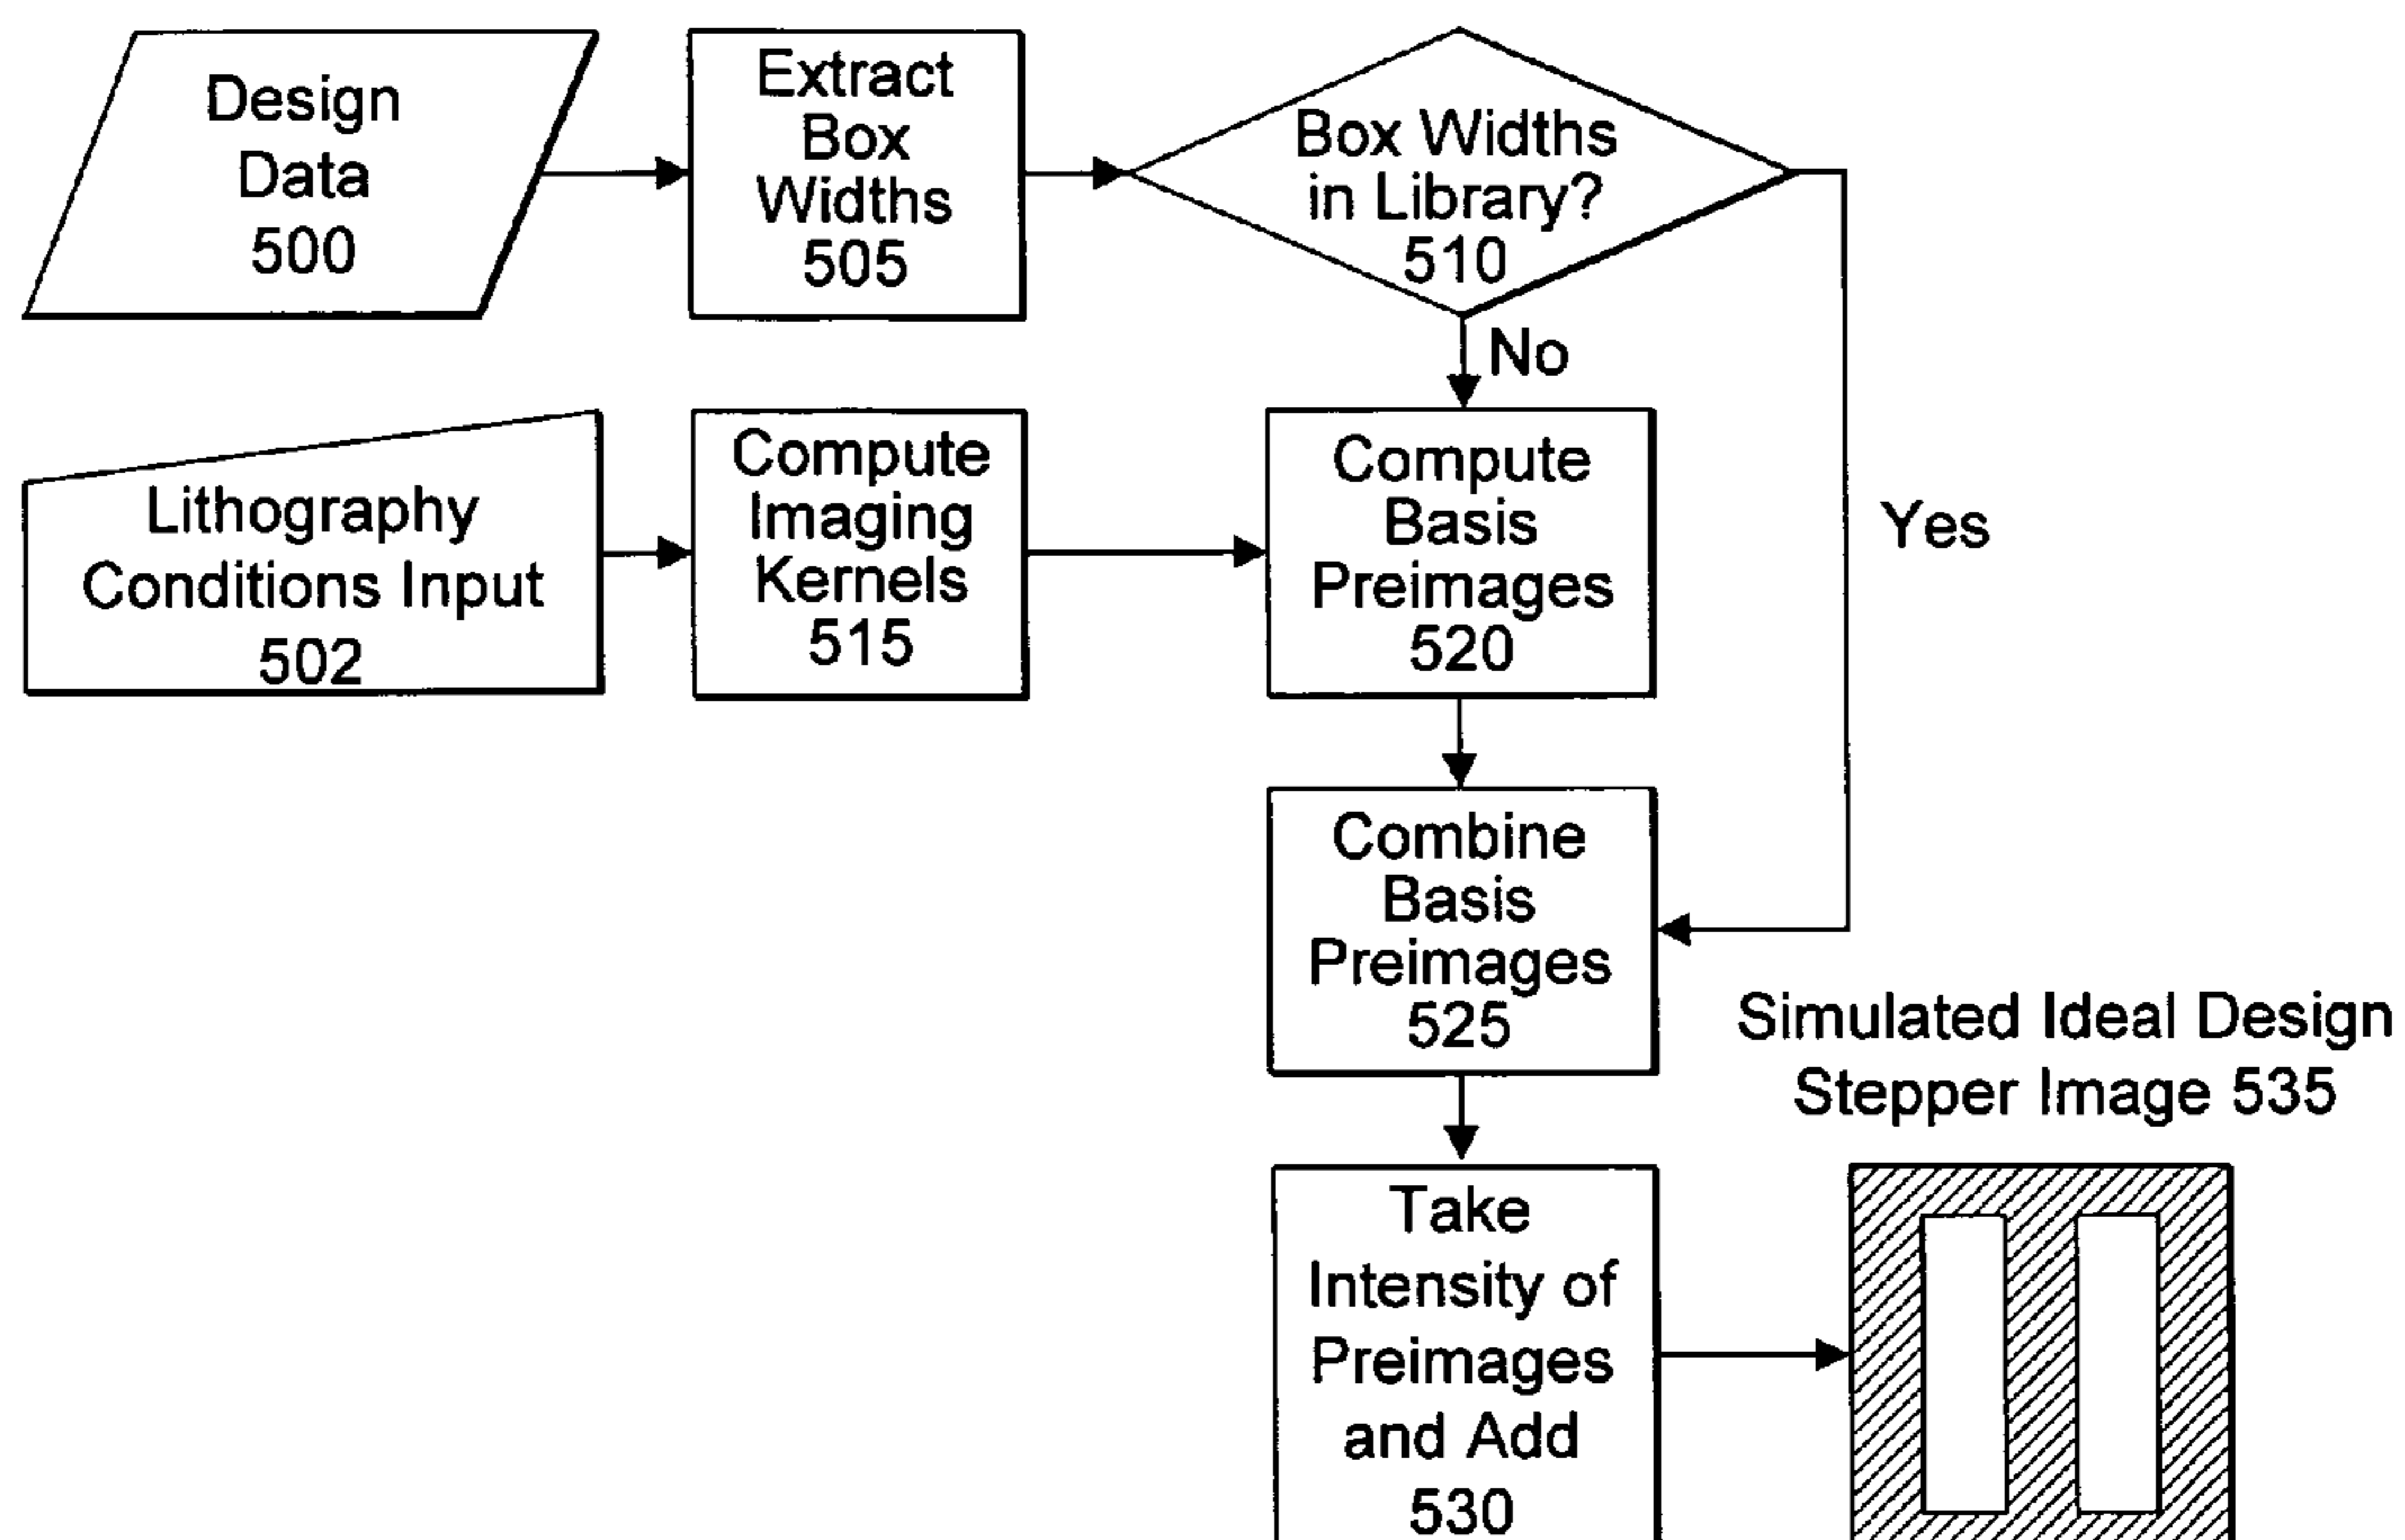 Design
Data
500
Extract
Box
Widths
505
Box Widths
in Library?
510
No
Yes
Lithography
Conditions Input
502
Compute
Imaging
Kernels
515
Compute
Basis
Preimages
520
Combine
Basis
Preimages
525
Simulated Ideal Design
Stepper Image 535
Take
Intensity of
Preimages
and Add
530